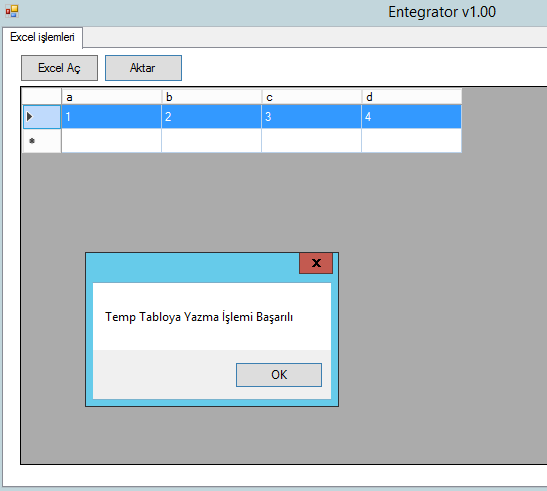 Entegrator v1.00
Excel işlemleri
Excel Aç Aktar
a b c d
1 2 3 4
*
x
Temp Tabloya Yazma İşlemi Başarılı
OK